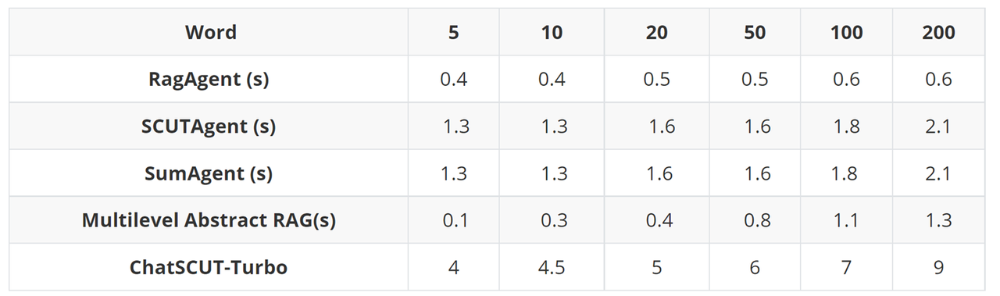 Word 5 10 20 50 100 200
RagAgent (s) 0.4 0.4 0.5 0.5 0.6 0.6
SCUTAgent (s) 1.3 1.3 1.6 1.6 1.8 2.1
SumAgent (s) 1.3 1.3 1.6 1.6 1.8 2.1
Multilevel Abstract RAG(s) 0.1 0.3 0.4 0.8 1.1 1.3
ChatSCUT-Turbo 4 4.5 5 6 7 9